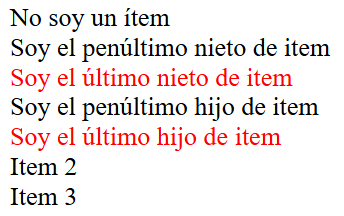 No soy un ítem
Soy el penúltimo nieto de item
Soy el último nieto de item
Soy el penúltimo hijo de item
Soy el último hijo de item
Item 2
Item 3